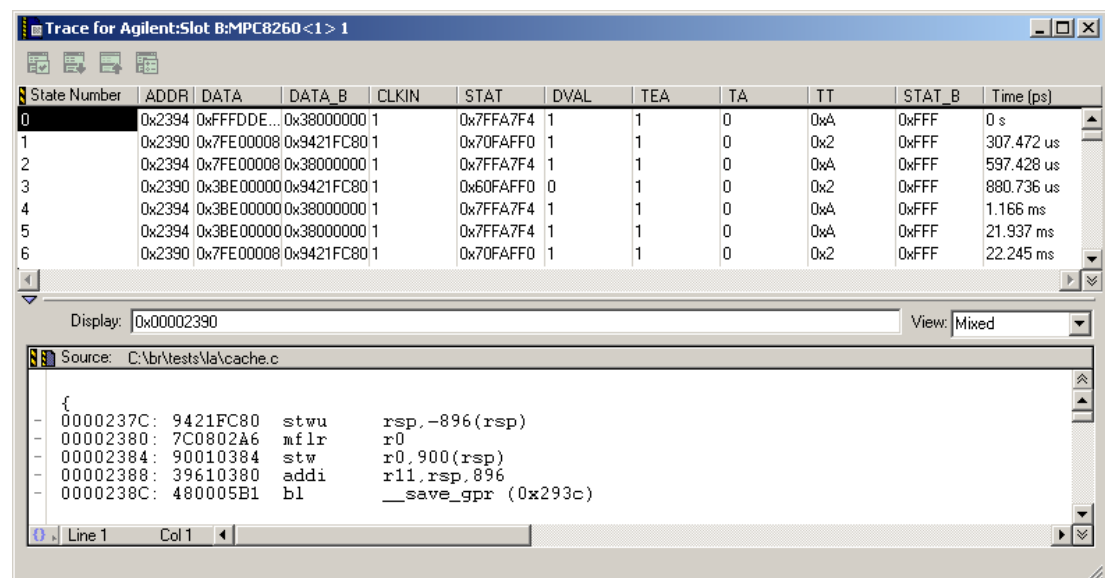 Trace for Agilent:Slot B:MPC8260<1> 1
State Number ADDR DATA DATA_B CLKIN STAT DVAL TEA TA TT STAT_B Time (ps)
0 0x2394 0xFFFDDE... 0x38000000 1 0x7FFA7F4 1 1 0 0xA 0xFFF 0 s
1 0x2390 0x7FE00008 0x9421FC80 1 0x70FAFF0 1 1 0 0x2 0xFFF 307.472 us
2 0x2394 0x7FE00008 0x38000000 1 0x7FFA7F4 1 1 0 0xA 0xFFF 597.428 us
3 0x2390 0x3BE00000 0x9421FC80 1 0x60FAFF0 0 1 0 0x2 0xFFF 880.736 us
4 0x2394 0x3BE00000 0x38000000 1 0x7FFA7F4 1 1 0 0xA 0xFFF 1.166 ms
5 0x2394 0x3BE00000 0x38000000 1 0x7FFA7F4 1 1 0 0xA 0xFFF 21.937 ms
6 0x2390 0x7FE00008 0x9421FC80 1 0x70FAFF0 1 1 0 0x2 0xFFF 22.245 ms
Display: 0x00002390 View: Mixed
Source: C:\br\tests\la\cache.c
{
0000237C: 9421FC80 stwu rsp,-896(rsp)
00002380: 7C0802A6 mflr r0
00002384: 90010384 stw r0,900(rsp)
00002388: 39610380 addi r11,rsp,896
0000238C: 480005B1 bl __save_gpr (0x293c)
Line 1 Col 1